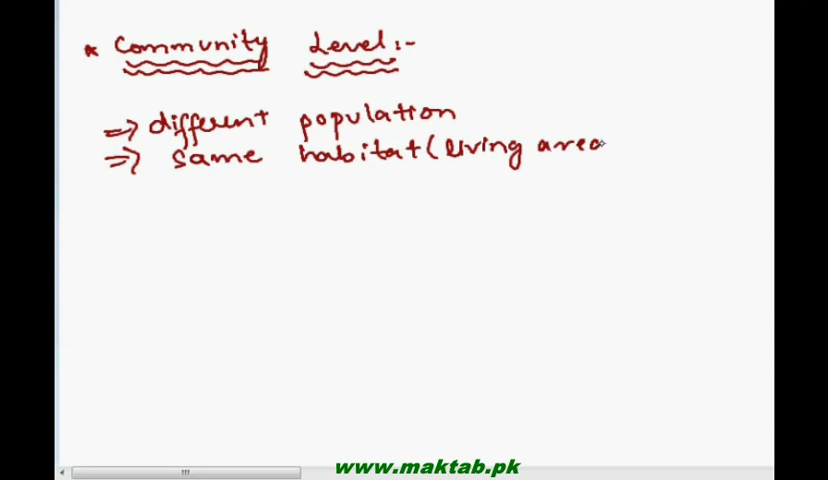 * Community Level:-
=> different population
=> same habitat (living area
www.maktab.pk